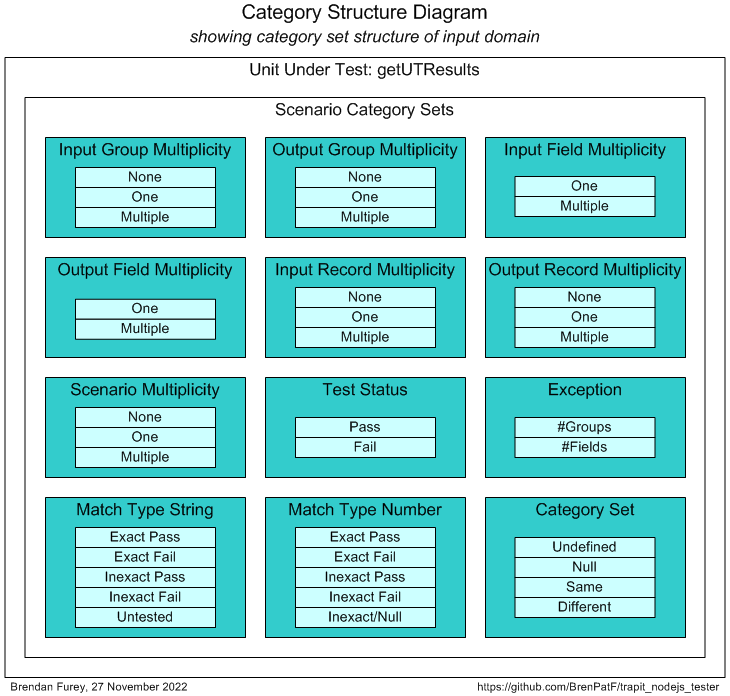 Category Structure Diagram
showing category set structure of input domain
Unit Under Test: getUTResults
Scenario Category Sets
Input Group Multiplicity
None
One
Multiple
Output Group Multiplicity
None
One
Multiple
Input Field Multiplicity
One
Multiple
Output Field Multiplicity
One
Multiple
Input Record Multiplicity
None
One
Multiple
Output Record Multiplicity
None
One
Multiple
Scenario Multiplicity
None
One
Multiple
Test Status
Pass
Fail
Exception
#Groups
#Fields
Match Type String
Exact Pass
Exact Fail
Inexact Pass
Inexact Fail
Untested
Match Type Number
Exact Pass
Exact Fail
Inexact Pass
Inexact Fail
Inexact/Null
Category Set
Undefined
Null
Same
Different
Brendan Furey, 27 November 2022
https://github.com/BrenPatF/trapit_nodejs_tester